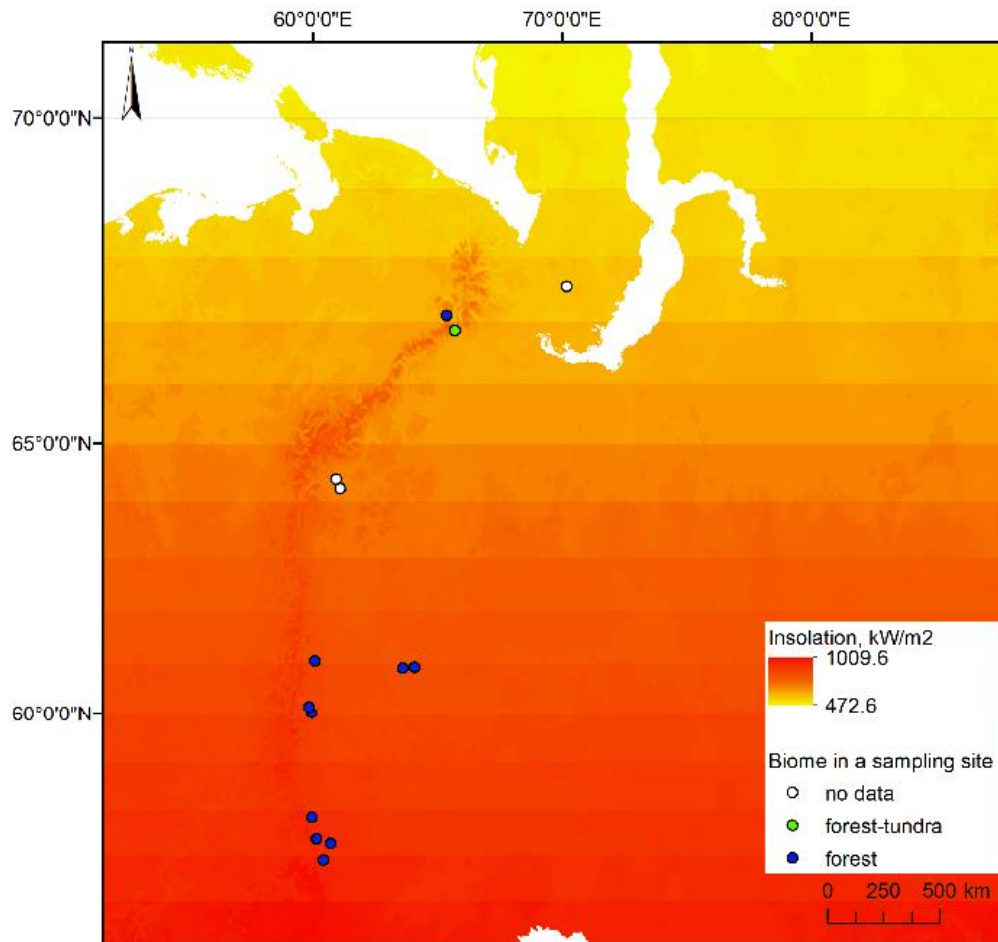 60°0'0"E 70°0'0"E 80°0'0"E
N
70°0'0"N
65°0'0"N
60°0'0"N
Insolation, kW/m2
1009.6
472.6
Biome in a sampling site
no data
forest-tundra
forest
0 250 500 km